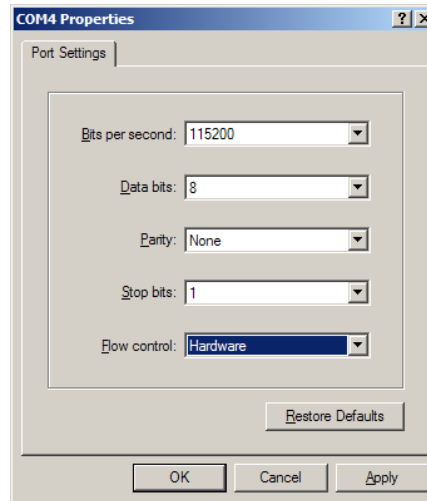 COM4 Properties
Port Settings
Bits per second: 115200
Data bits: 8
Parity: None
Stop bits: 1
Flow control: Hardware
Restore Defaults
OK Cancel Apply